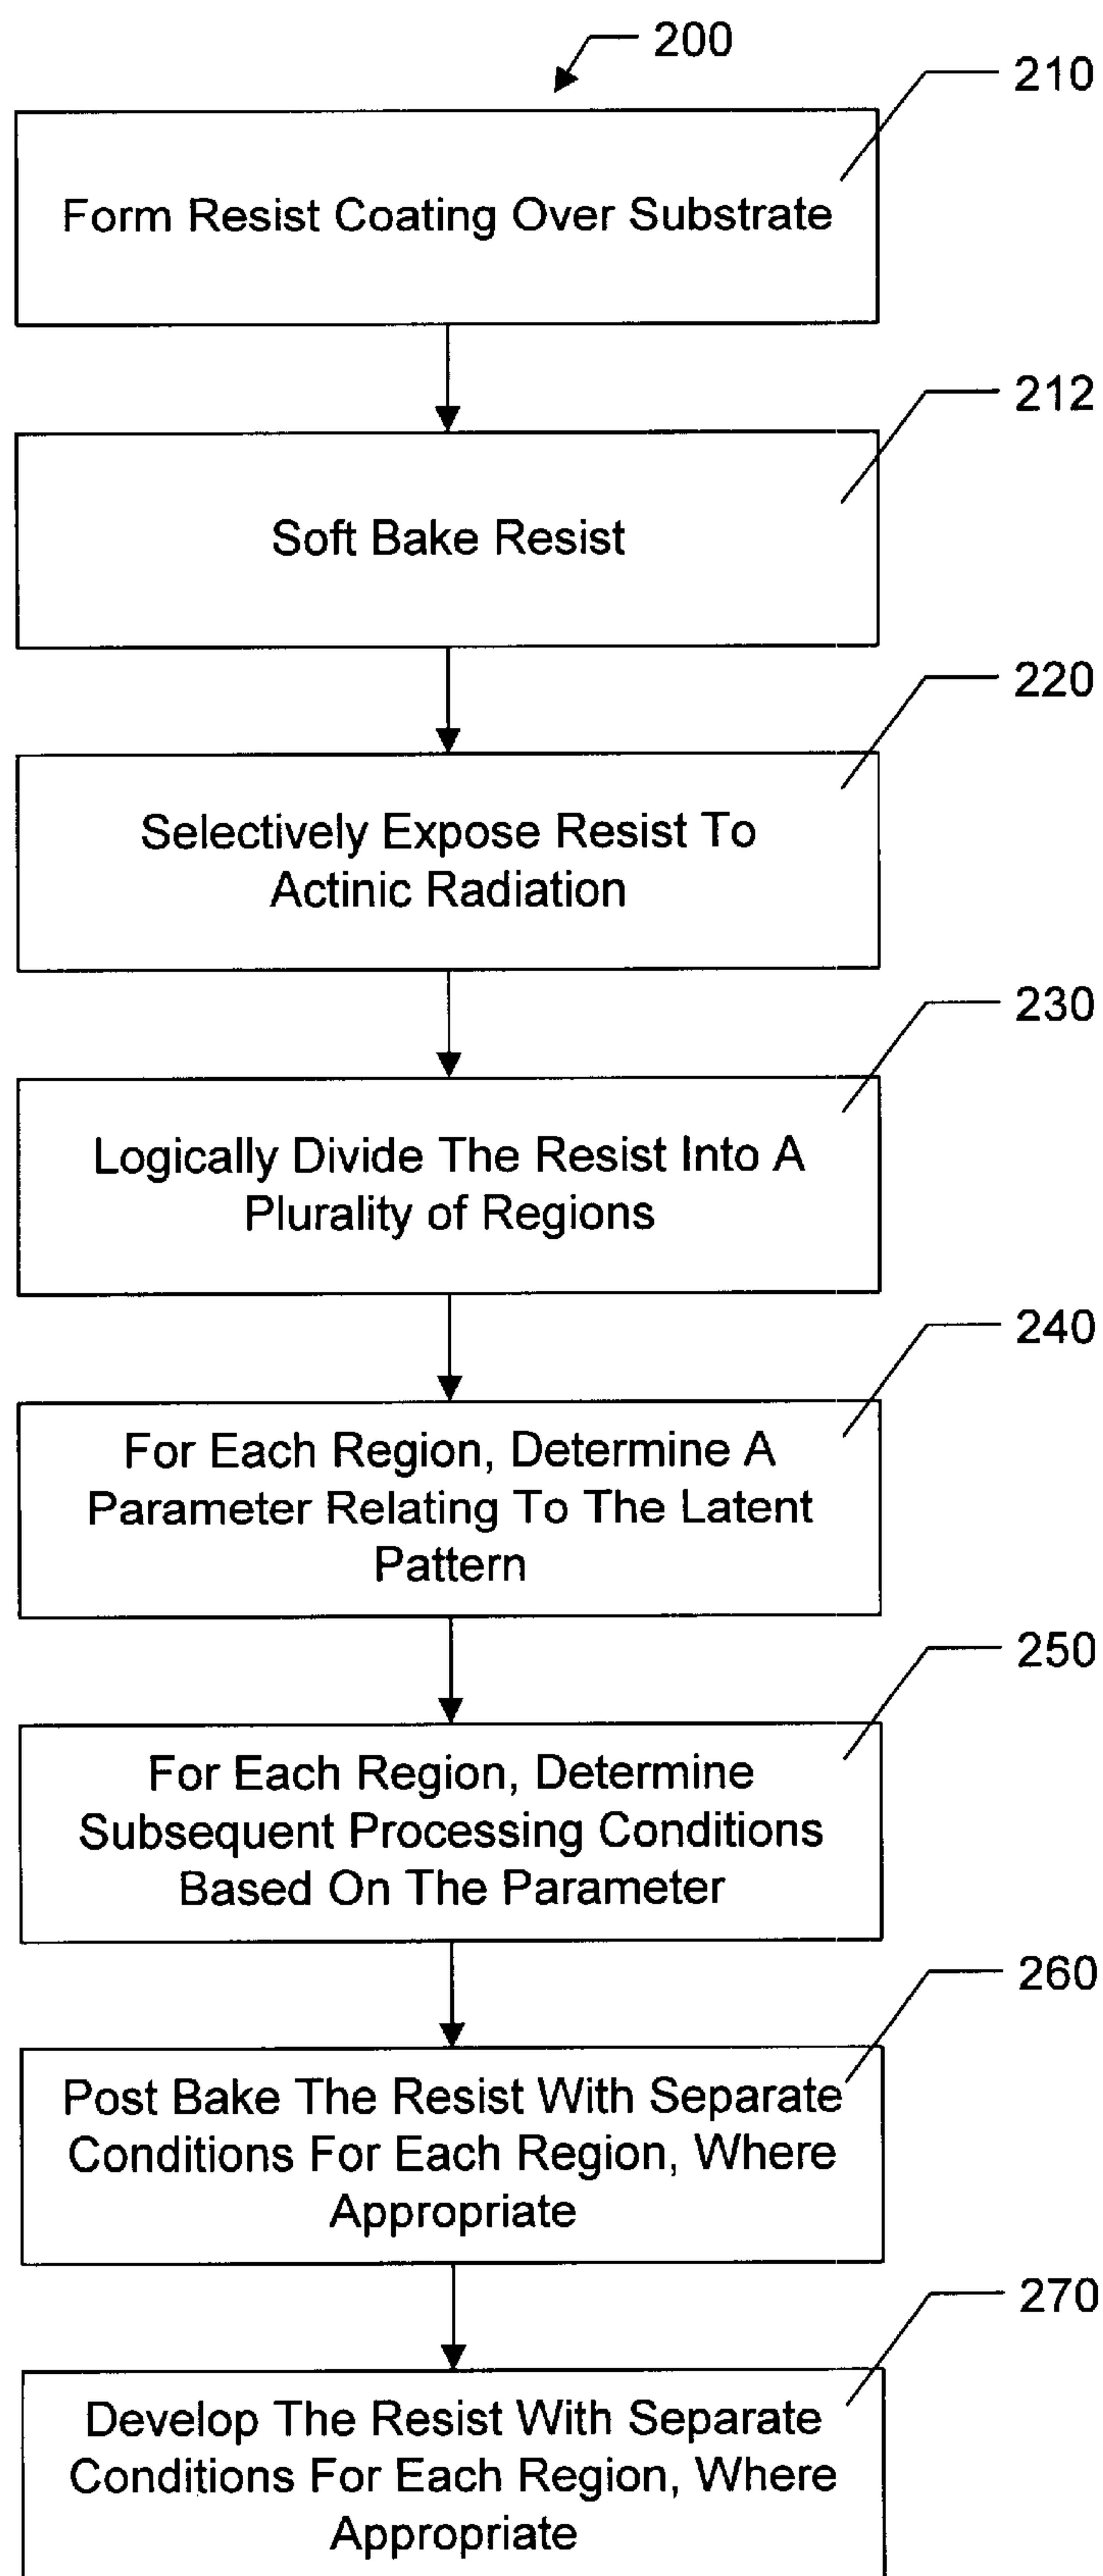 200
210
Form Resist Coating Over Substrate
212
Soft Bake Resist
220
Selectively Expose Resist To
Actinic Radiation
230
Logically Divide The Resist Into A
Plurality of Regions
240
For Each Region, Determine A
Parameter Relating To The Latent
Pattern
250
For Each Region, Determine
Subsequent Processing Conditions
Based On The Parameter
260
Post Bake The Resist With Separate
Conditions For Each Region, Where
Appropriate
270
Develop The Resist With Separate
Conditions For Each Region, Where
Appropriate